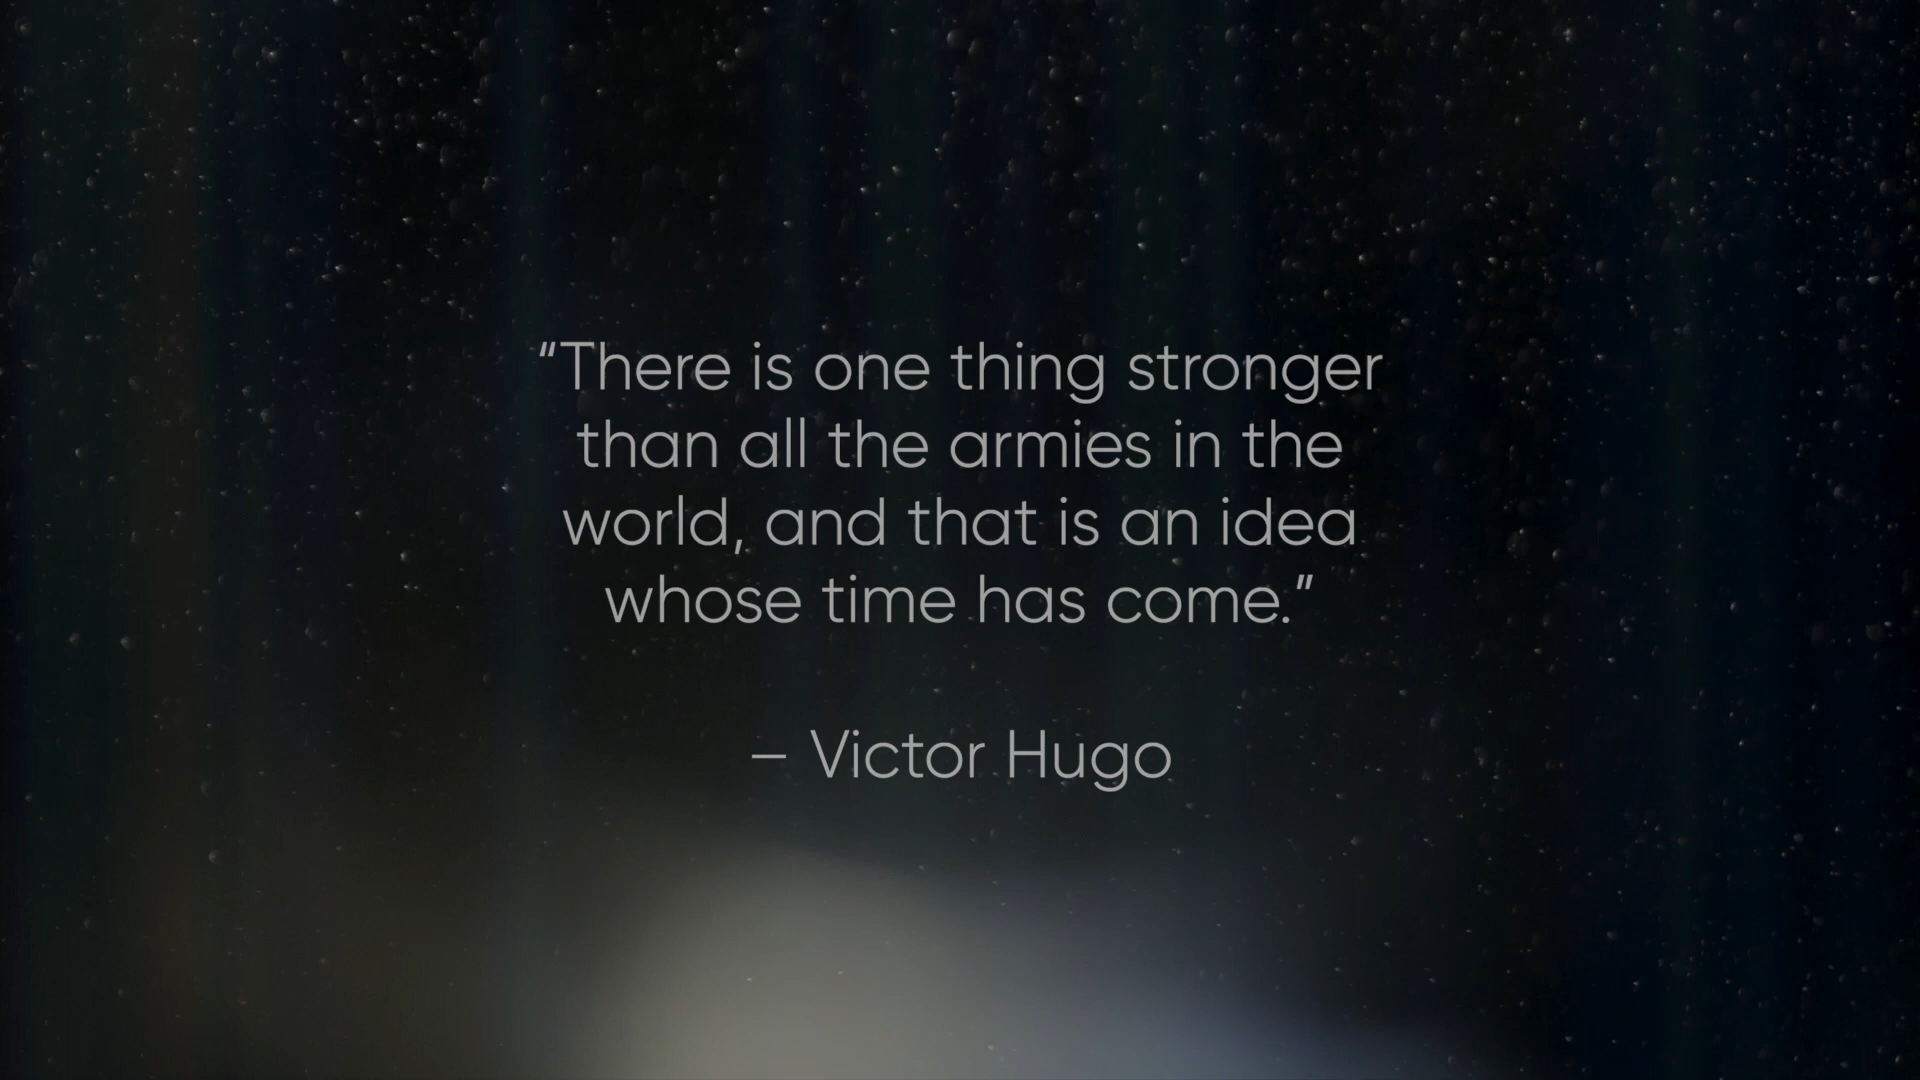 “There is one thing stronger
than all the armies in the
world, and that is an idea
whose time has come.”
– Victor Hugo